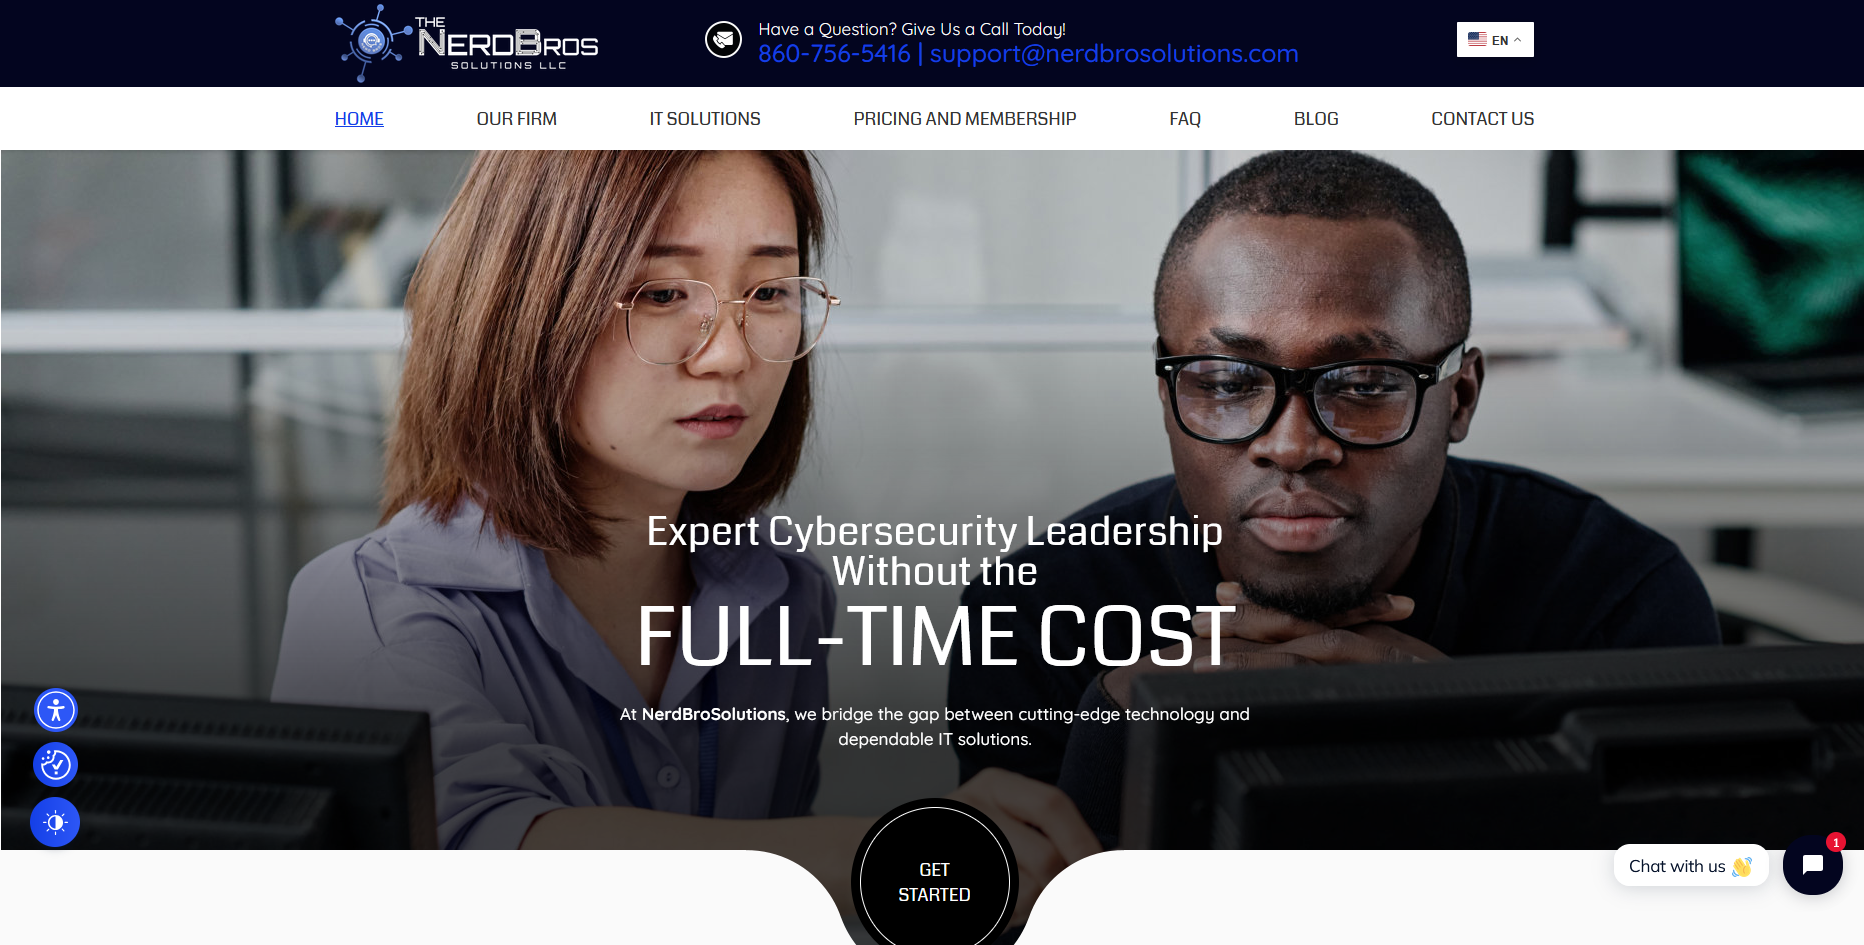 THE
NERDBROS
SOLUTIONS LLC
Have a Question? Give Us a Call Today!
860-756-5416 | support@nerdbrosolutions.com
EN
HOME
OUR FIRM
IT SOLUTIONS
PRICING AND MEMBERSHIP
FAQ
BLOG
CONTACT US
Expert Cybersecurity Leadership
Without the
FULL-TIME COST
At NerdBroSolutions, we bridge the gap between cutting-edge technology and
dependable IT solutions.
GET
STARTED
Chat with us 👋
1